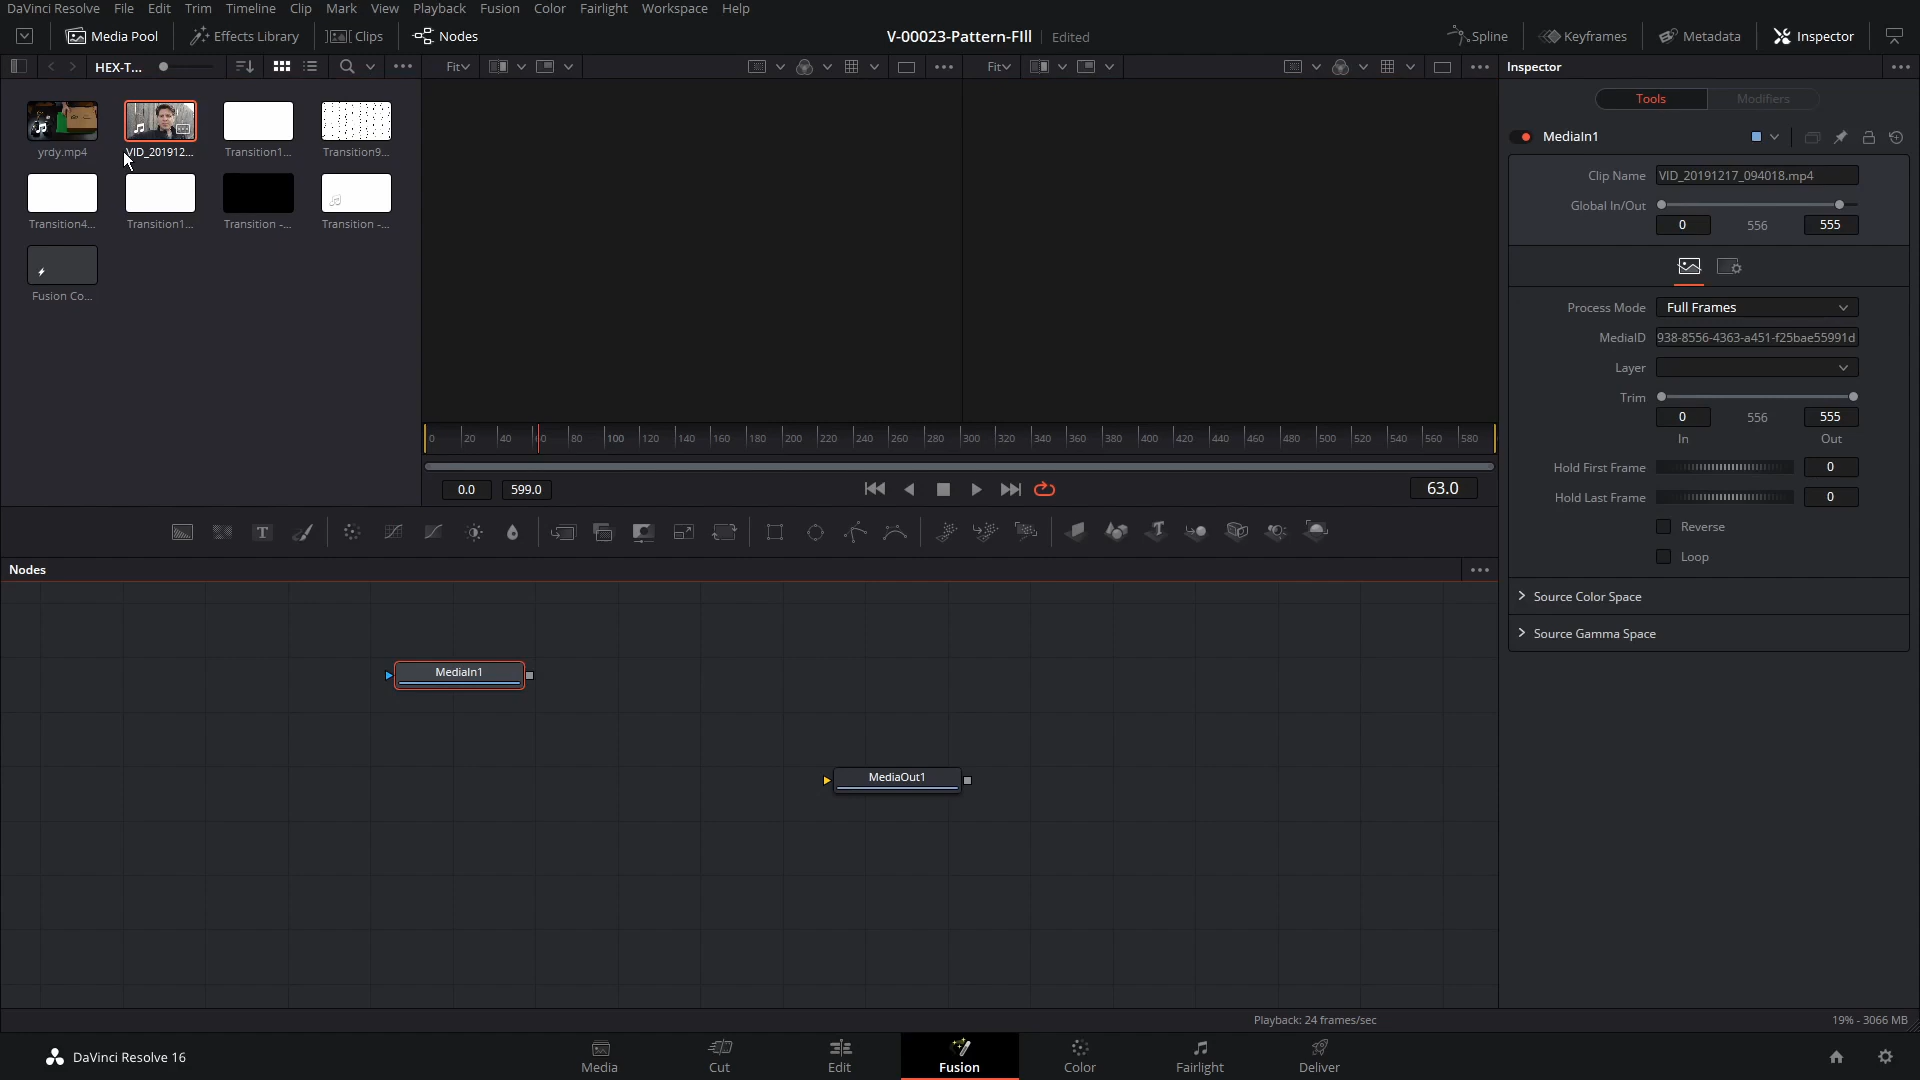 DaVinci Resolve File Edit Trim Timeline Clip Mark View Playback Fusion Color Fairlight Workspace Help
Media Pool Effects Library Clips Nodes V-00023-Pattern-FIll Edited Spline Keyframes Metadata Inspector
HEX-T... Fit Fit Inspector
Tools Modifiers
MediaIn1
yrdy.mp4 VID_201912... Transition1... Transition9...
Clip Name VID_20191217_094018.mp4
Global In/Out
0 556 555
Transition4... Transition1... Transition -... Transition -...
Fusion Co...
Process Mode Full Frames
MediaID 938-8556-4363-a451-f25bae55991d
Layer
Trim
0 556 555
In Out
0 20 40 60 80 100 120 140 160 180 200 220 240 260 280 300 320 340 360 380 400 420 440 460 480 500 520 540 560 580
Hold First Frame 0
0.0 599.0 63.0
Hold Last Frame 0
Reverse
Loop
Nodes
Source Color Space
Source Gamma Space
MediaIn1
MediaOut1
Playback: 24 frames/sec 19% - 3066 MB
DaVinci Resolve 16 Media Cut Edit Fusion Color Fairlight Deliver